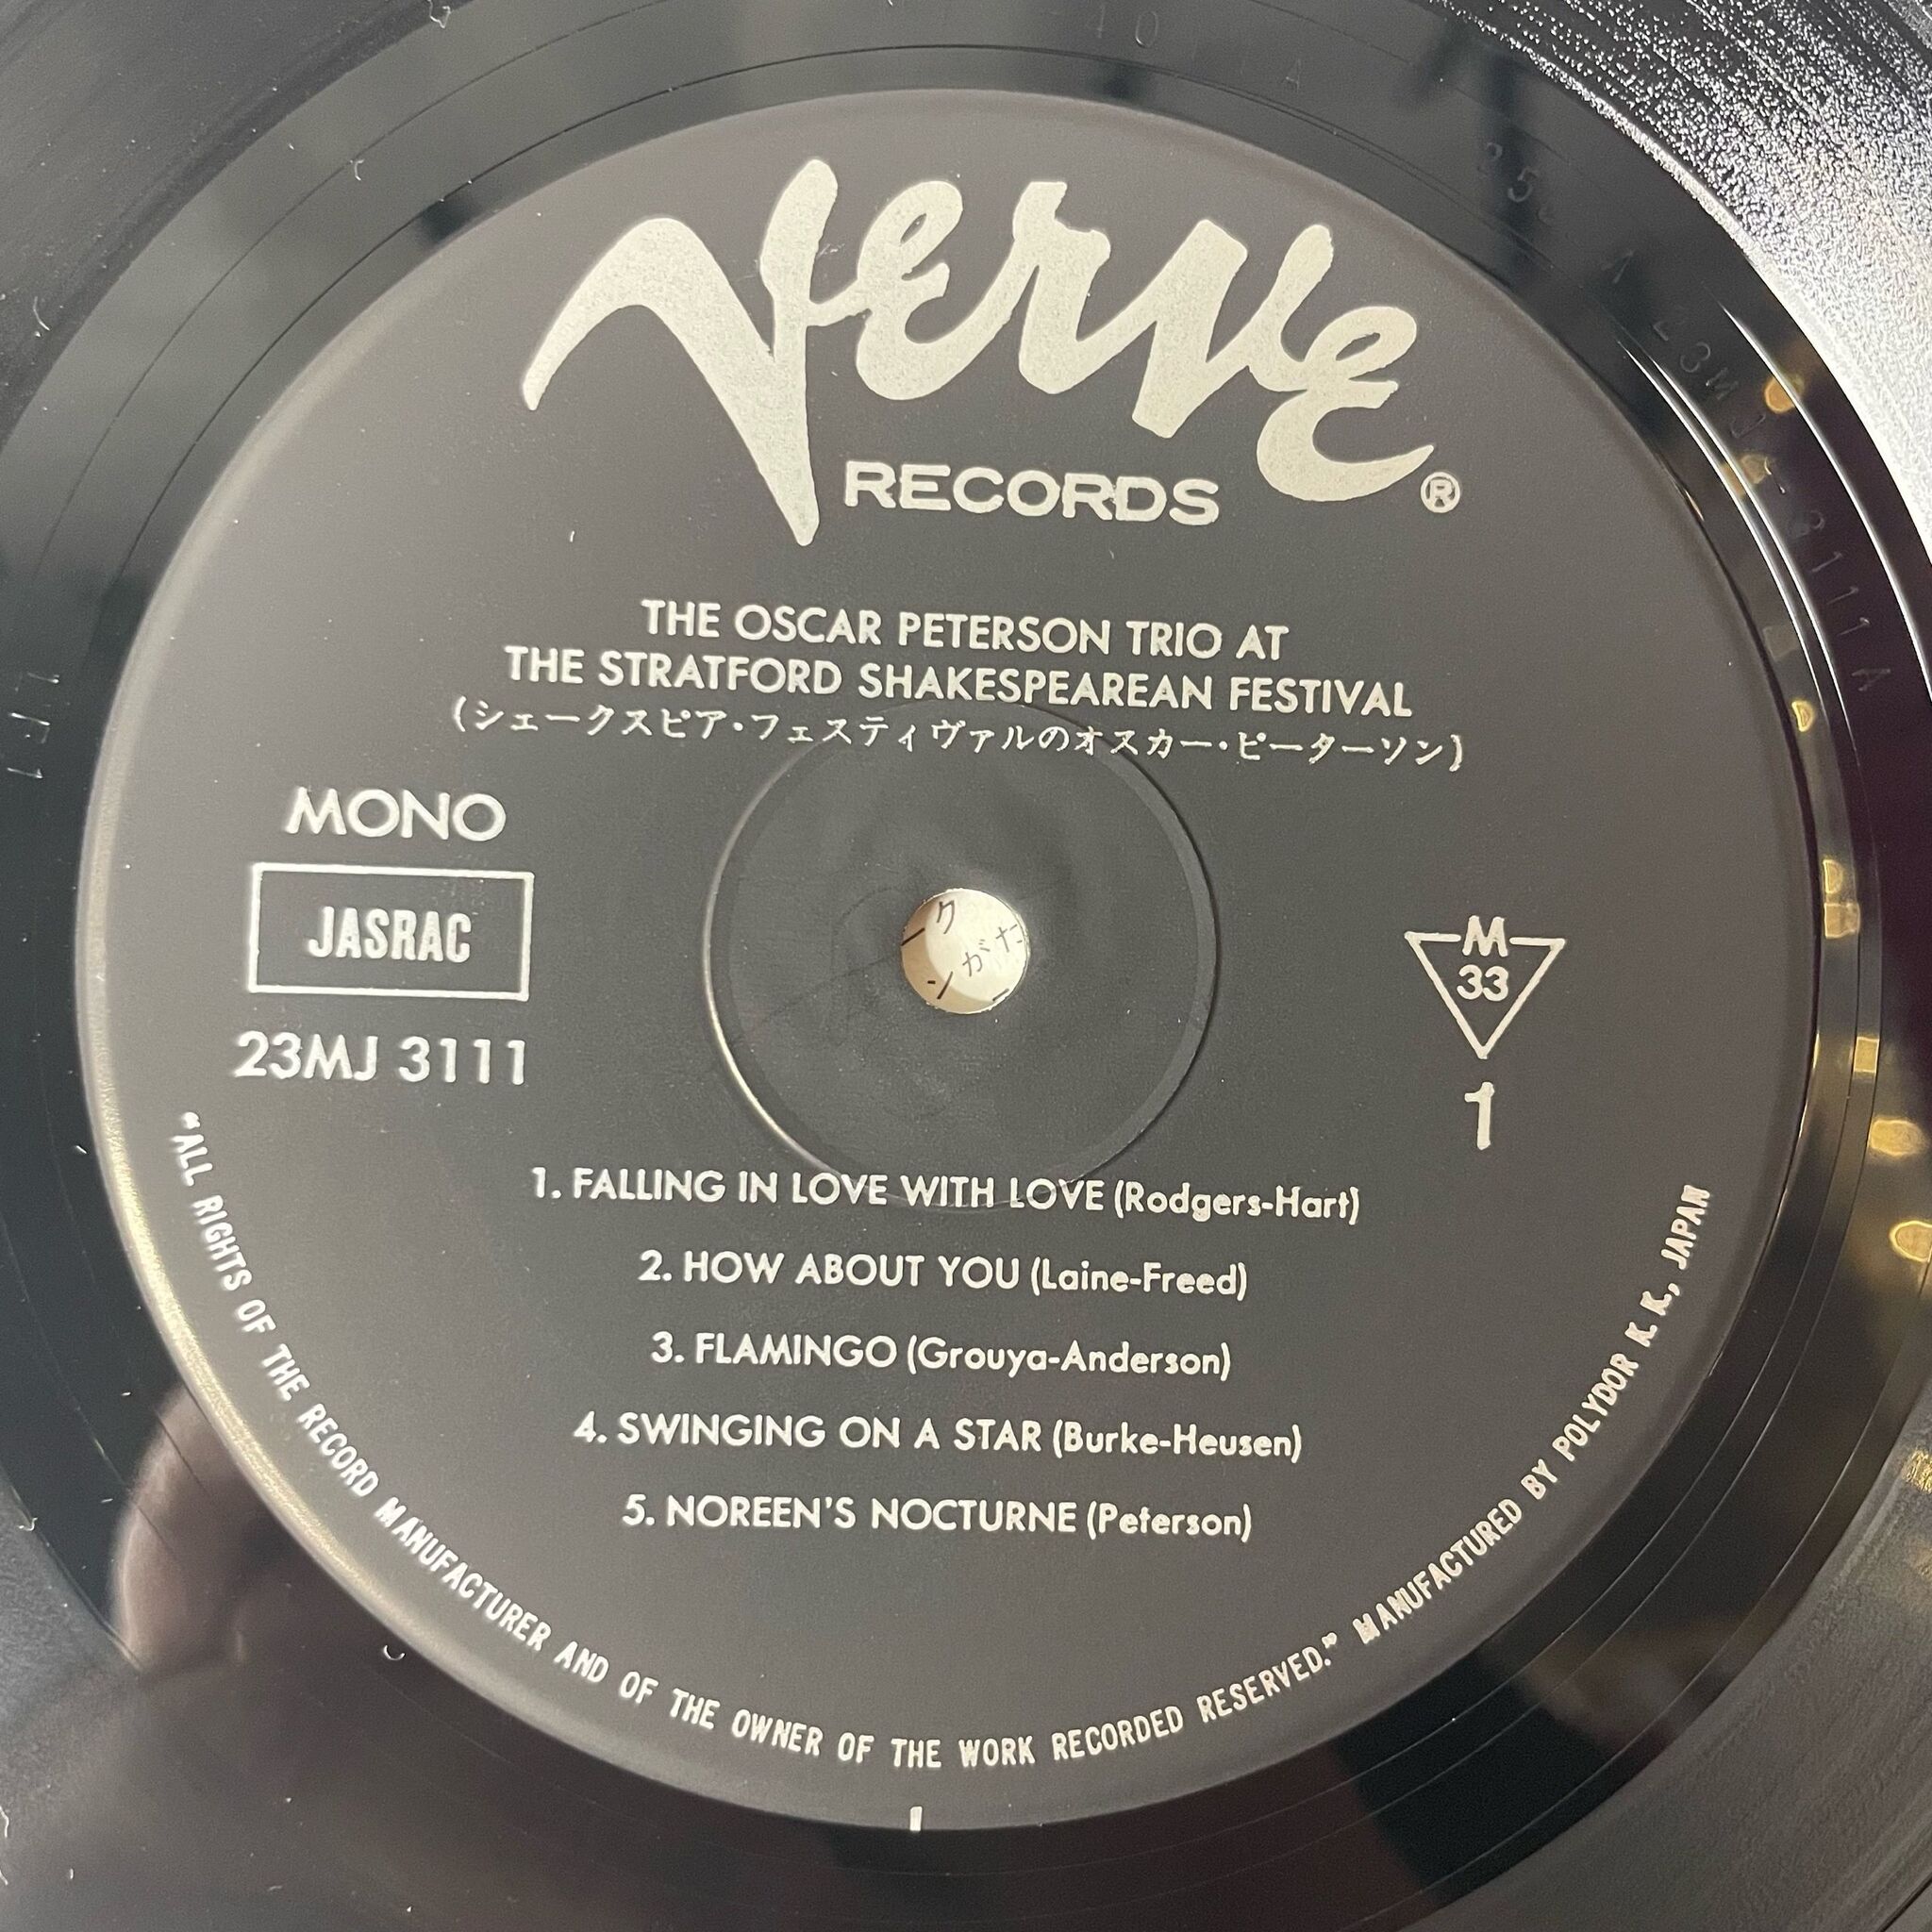 Verve
RECORDS ®
THE OSCAR PETERSON TRIO AT
THE STRATFORD SHAKESPEAREAN FESTIVAL
(シェークスピア・フェスティヴァルのオスカー・ピーターソン)
MONO
JASRAC
23MJ 3111
M
33
1
1. FALLING IN LOVE WITH LOVE (Rodgers-Hart)
2. HOW ABOUT YOU (Laine-Freed)
3. FLAMINGO (Grouya-Anderson)
4. SWINGING ON A STAR (Burke-Heusen)
5. NOREEN'S NOCTURNE (Peterson)
"ALL RIGHTS OF THE RECORD MANUFACTURER AND OF THE OWNER OF THE WORK RECORDED RESERVED." MANUFACTURED BY POLYDOR K.K., JAPAN